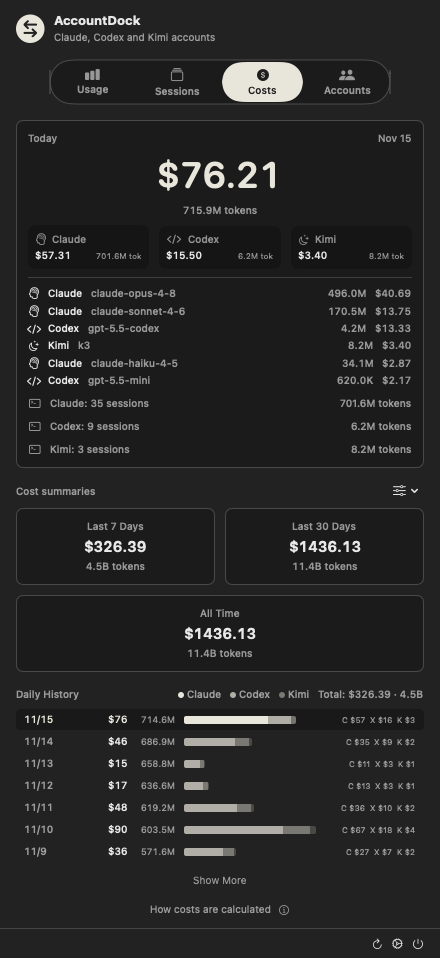 AccountDock
Claude, Codex and Kimi accounts
Usage Sessions Costs Accounts
Today Nov 15
$76.21
715.9M tokens
Claude Codex Kimi
$57.31 701.6M tok $15.50 6.2M tok $3.40 8.2M tok
Claude claude-opus-4-8 496.0M $40.69
Claude claude-sonnet-4-6 170.5M $13.75
Codex gpt-5.5-codex 4.2M $13.33
Kimi k3 8.2M $3.40
Claude claude-haiku-4-5 34.1M $2.87
Codex gpt-5.5-mini 620.0K $2.17
Claude: 35 sessions 701.6M tokens
Codex: 9 sessions 6.2M tokens
Kimi: 3 sessions 8.2M tokens
Cost summaries
Last 7 Days Last 30 Days
$326.39 $1436.13
4.5B tokens 11.4B tokens
All Time
$1436.13
11.4B tokens
Daily History Claude Codex Kimi Total: $326.39 · 4.5B
11/15 $76 714.6M C $57 X $16 K $3
11/14 $46 686.9M C $35 X $9 K $2
11/13 $15 658.8M C $11 X $3 K $1
11/12 $17 636.6M C $13 X $3 K $1
11/11 $48 619.2M C $36 X $10 K $2
11/10 $90 603.5M C $67 X $18 K $4
11/9 $36 571.6M C $27 X $7 K $2
Show More
How costs are calculated